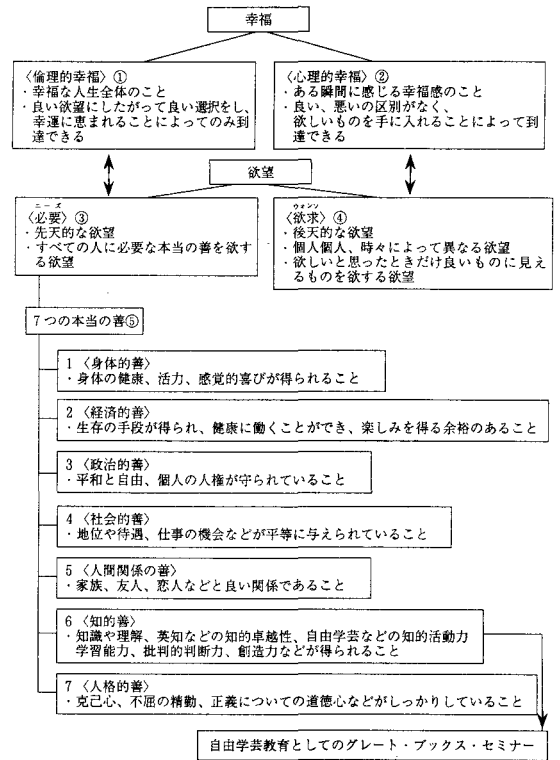 幸福
〈倫理的幸福〉①
・幸福な人生全体のこと
・良い欲望にしたがって良い選択をし、
幸運に恵まれることによってのみ到
達できる
〈心理的幸福〉②
・ある瞬間に感じる幸福感のこと
・良い、悪いの区別がなく、
欲しいものを手に入れることによって到
達できる
欲望
ニーズ
〈必要〉③
・先天的な欲望
・すべての人に必要な本当の善を欲す
る欲望
ウォンツ
〈欲求〉④
・後天的な欲望
・個人個人、時々によって異なる欲望
・欲しいと思ったときだけ良いものに見え
るものを欲する欲望
7つの本当の善⑤
1 〈身体的善〉
・身体の健康、活力、感覚的喜びが得られること
2 〈経済的善〉
・生存の手段が得られ、健康に働くことができ、楽しみを得る余裕のあること
3 〈政治的善〉
・平和と自由、個人の人権が守られていること
4 〈社会的善〉
・地位や待遇、仕事の機会などが平等に与えられていること
5 〈人間関係の善〉
・家族、友人、恋人などと良い関係であること
6 〈知的善〉
・知識や理解、英知などの知的卓越性、自由学芸などの知的活動力
学習能力、批判的判断力、創造力などが得られること
7 〈人格的善〉
・克己心、不屈の精勤、正義についての道徳心などがしっかりしていること
自由学芸教育としてのグレート・ブックス・セミナー